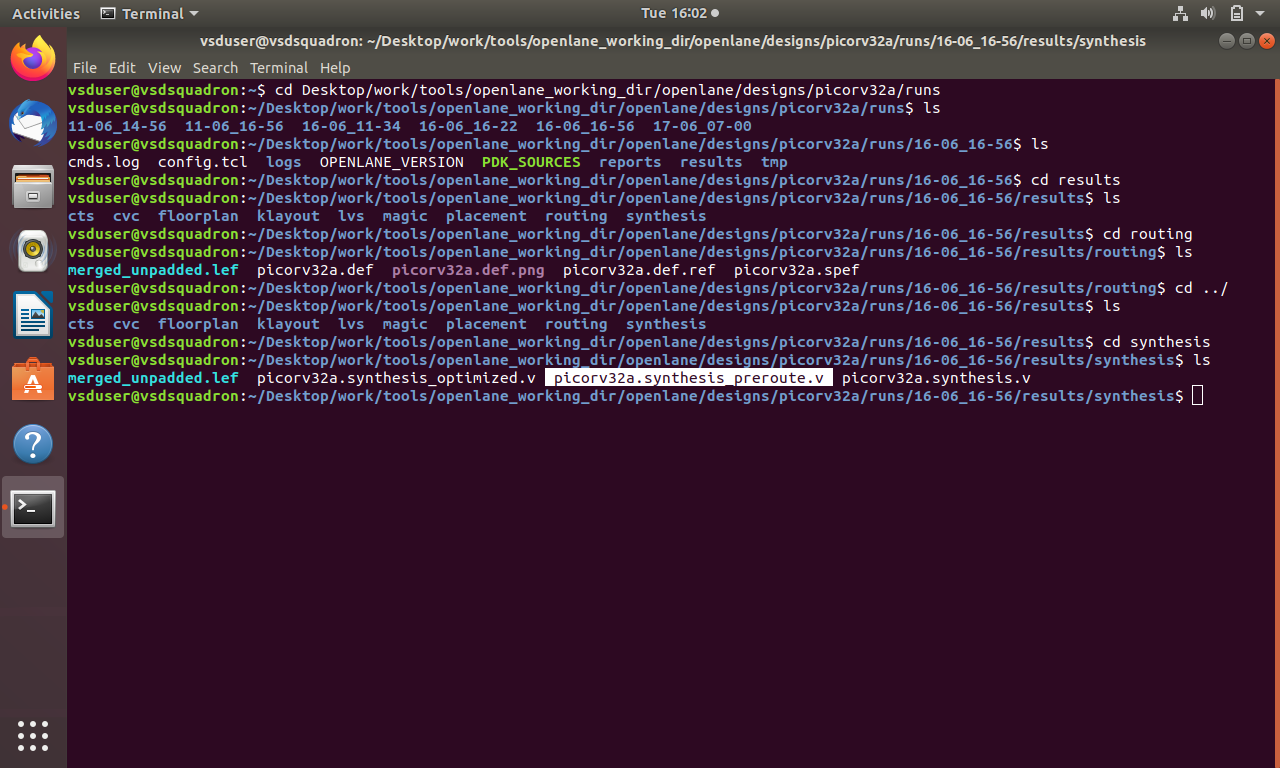 Activities Terminal Tue 16:02
vsduser@vsdsquadron: ~/Desktop/work/tools/openlane_working_dir/openlane/designs/picorv32a/runs/16-06_16-56/results/synthesis
File Edit View Search Terminal Help
vsduser@vsdsquadron:~$ cd Desktop/work/tools/openlane_working_dir/openlane/designs/picorv32a/runs
vsduser@vsdsquadron:~/Desktop/work/tools/openlane_working_dir/openlane/designs/picorv32a/runs$ ls
11-06_14-56 11-06_16-56 16-06_11-34 16-06_16-22 16-06_16-56 17-06_07-00
vsduser@vsdsquadron:~/Desktop/work/tools/openlane_working_dir/openlane/designs/picorv32a/runs/16-06_16-56$ ls
cmds.log config.tcl logs OPENLANE_VERSION PDK_SOURCES reports results tmp
vsduser@vsdsquadron:~/Desktop/work/tools/openlane_working_dir/openlane/designs/picorv32a/runs/16-06_16-56$ cd results
vsduser@vsdsquadron:~/Desktop/work/tools/openlane_working_dir/openlane/designs/picorv32a/runs/16-06_16-56/results$ ls
cts cvc floorplan klayout lvs magic placement routing synthesis
vsduser@vsdsquadron:~/Desktop/work/tools/openlane_working_dir/openlane/designs/picorv32a/runs/16-06_16-56/results$ cd routing
vsduser@vsdsquadron:~/Desktop/work/tools/openlane_working_dir/openlane/designs/picorv32a/runs/16-06_16-56/results/routing$ ls
merged_unpadded.lef picorv32a.def picorv32a.def.png picorv32a.def.ref picorv32a.spef
vsduser@vsdsquadron:~/Desktop/work/tools/openlane_working_dir/openlane/designs/picorv32a/runs/16-06_16-56/results/routing$ cd ../
vsduser@vsdsquadron:~/Desktop/work/tools/openlane_working_dir/openlane/designs/picorv32a/runs/16-06_16-56/results$ ls
cts cvc floorplan klayout lvs magic placement routing synthesis
vsduser@vsdsquadron:~/Desktop/work/tools/openlane_working_dir/openlane/designs/picorv32a/runs/16-06_16-56/results$ cd synthesis
vsduser@vsdsquadron:~/Desktop/work/tools/openlane_working_dir/openlane/designs/picorv32a/runs/16-06_16-56/results/synthesis$ ls
merged_unpadded.lef picorv32a.synthesis_optimized.v picorv32a.synthesis_preroute.v picorv32a.synthesis.v
vsduser@vsdsquadron:~/Desktop/work/tools/openlane_working_dir/openlane/designs/picorv32a/runs/16-06_16-56/results/synthesis$